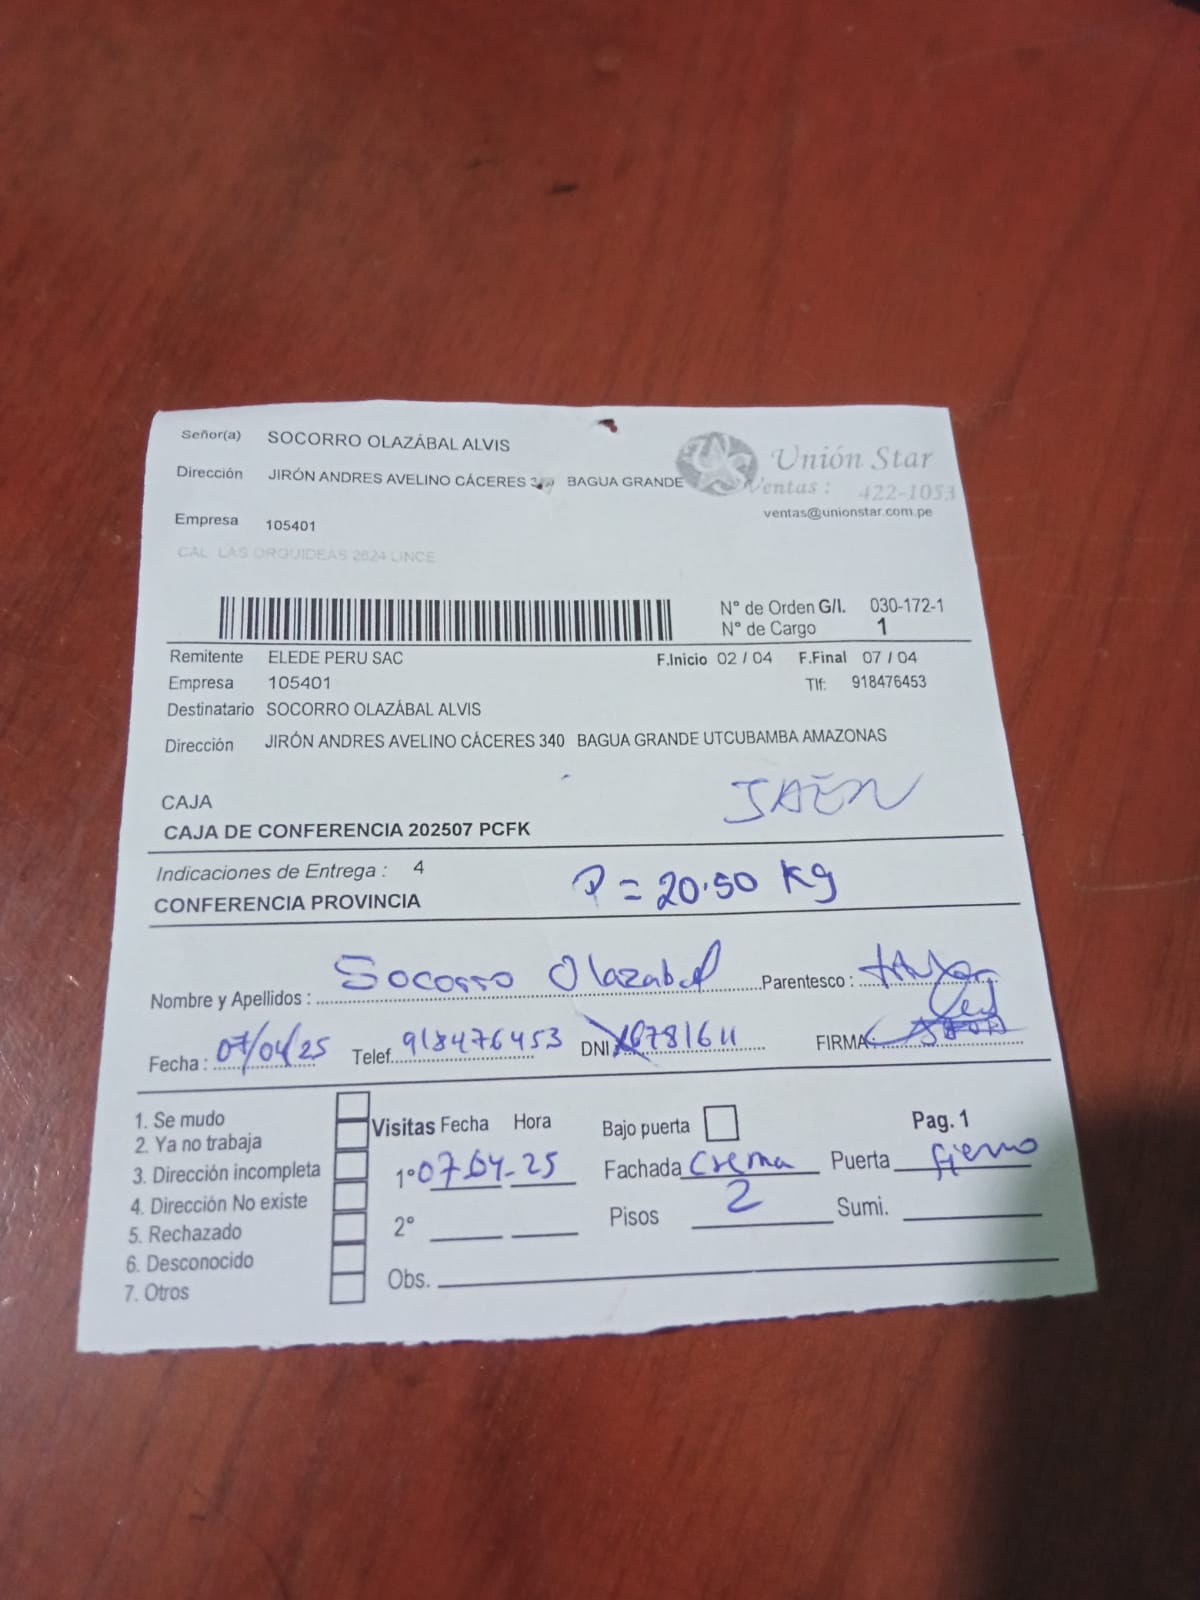 Señor(a) SOCORRO OLAZÁBAL ALVIS
Unión Star
Dirección JIRÓN ANDRES AVELINO CÁCERES BAGUA GRANDE
Ventas : 422-1053
ventas@unionstar.com.pe
Empresa 105401
CAL LAS ORQUIDEAS 2624 LINCE
N° de Orden G/I. 030-172-1
N° de Cargo 1
Remitente ELEDE PERU SAC F.Inicio 02 / 04 F.Final 07 / 04
Empresa 105401 Tlf: 918476453
Destinatario SOCORRO OLAZÁBAL ALVIS
Dirección JIRÓN ANDRES AVELINO CÁCERES 340 BAGUA GRANDE UTCUBAMBA AMAZONAS
JAÉN
CAJA
CAJA DE CONFERENCIA 202507 PCFK
Indicaciones de Entrega : 4
P = 20.50 kg
CONFERENCIA PROVINCIA
Nombre y Apellidos : Socorro Olazabal Parentesco :
Fecha : 07/04/25 Telef. 918476453 DNI FIRMA:
1. Se mudo
2. Ya no trabaja
3. Dirección incompleta
4. Dirección No existe
5. Rechazado
6. Desconocido
7. Otros
Visitas Fecha Hora Bajo puerta Pag. 1
1° 07.04-25 Fachada Crema Puerta fierro
2° Pisos 2 Sumi.
Obs.